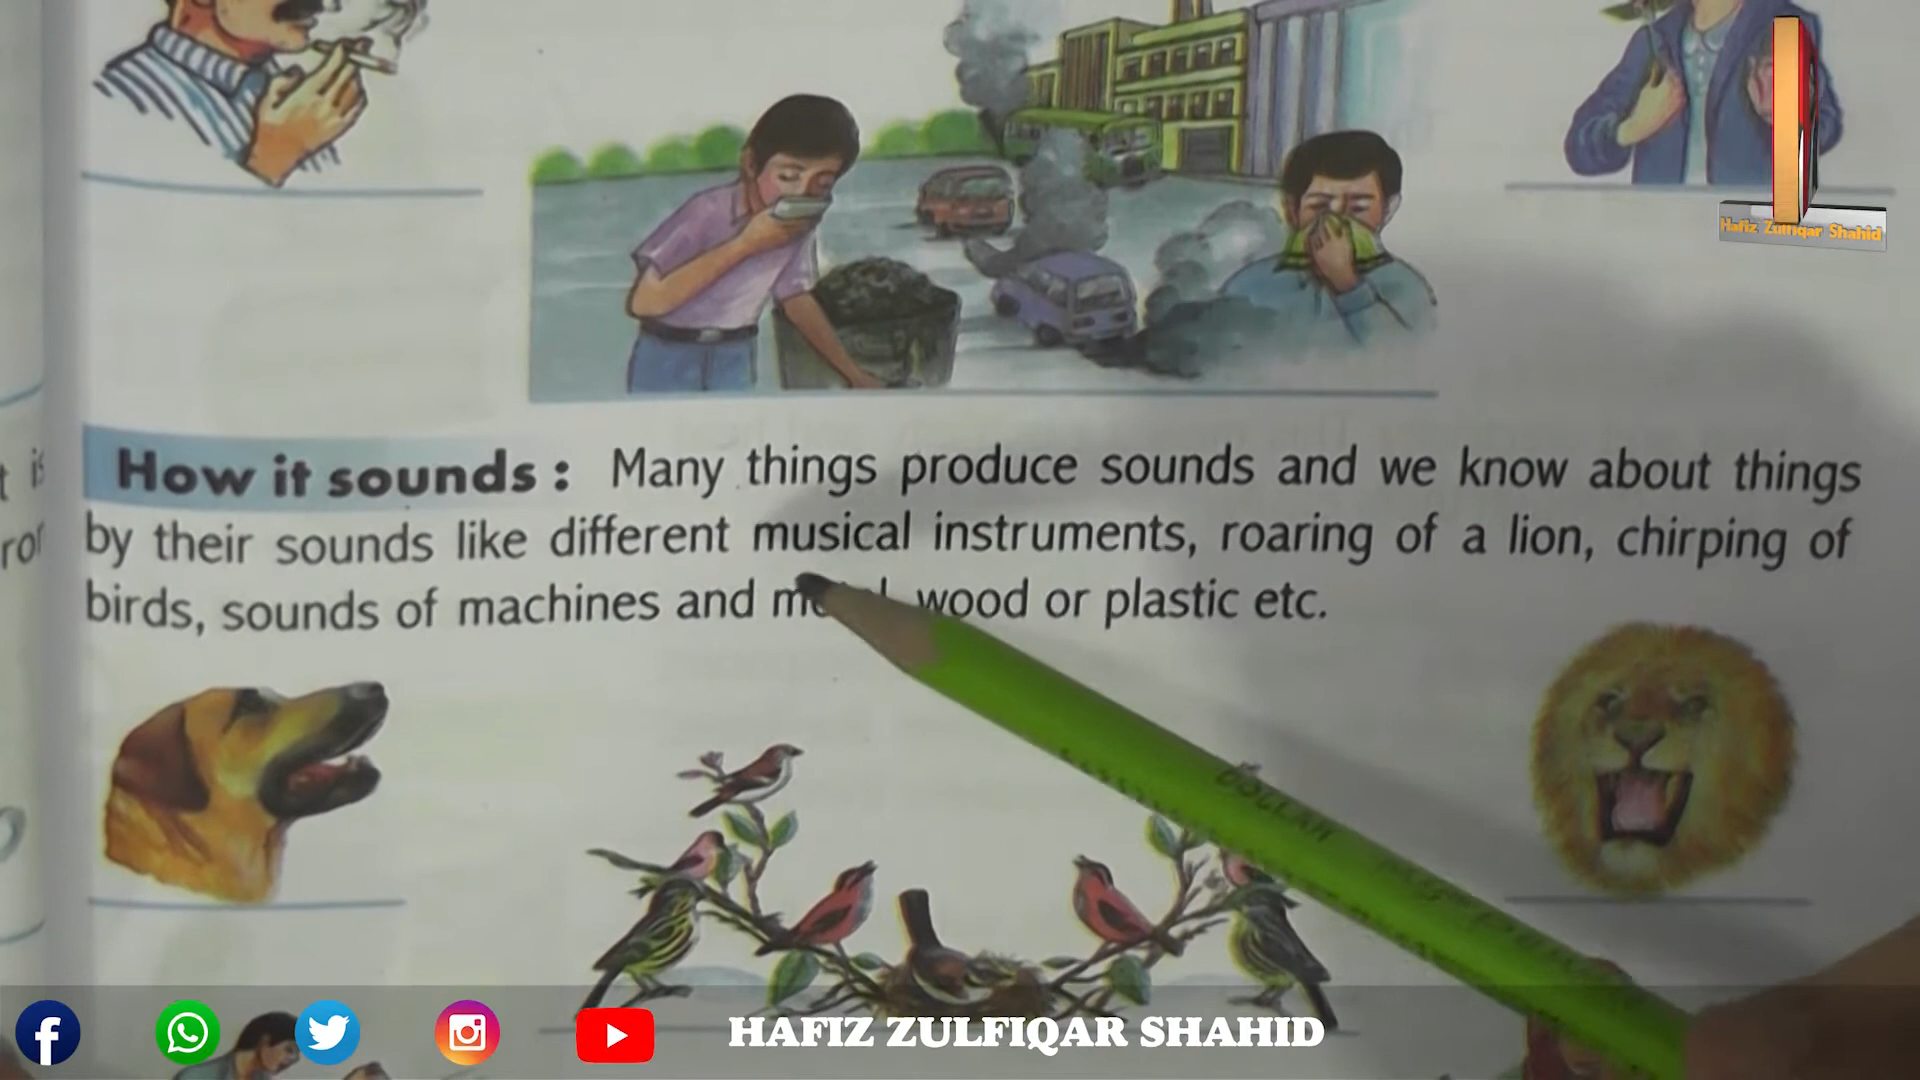 Hafiz Zulfiqar Shahid
How it sounds : Many things produce sounds and we know about things
by their sounds like different musical instruments, roaring of a lion, chirping of
birds, sounds of machines and wood or plastic etc.
HAFIZ ZULFIQAR SHAHID